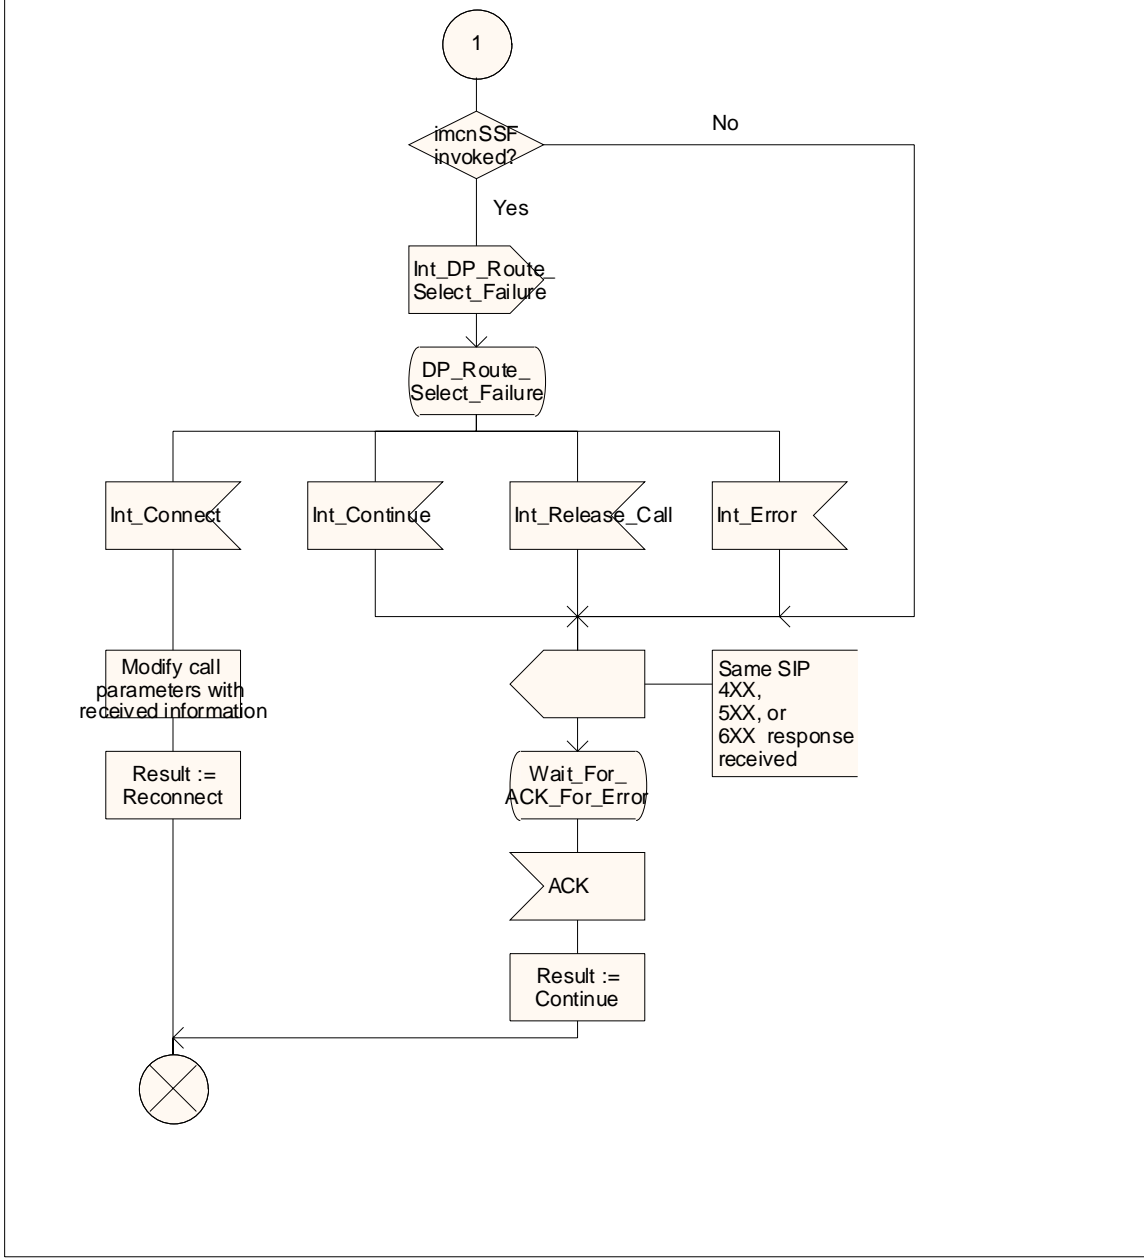 1
imcnSSF
invoked?
No
Yes
Int_DP_Route_
Select_Failure
DP_Route_
Select_Failure
Int_Connect
Int_Continue
Int_Release_Call
Int_Error
Modify call
parameters with
received information
Same SIP
4XX,
5XX, or
6XX response
received
Result :=
Reconnect
Wait_For_
ACK_For_Error
ACK
Result :=
Continue